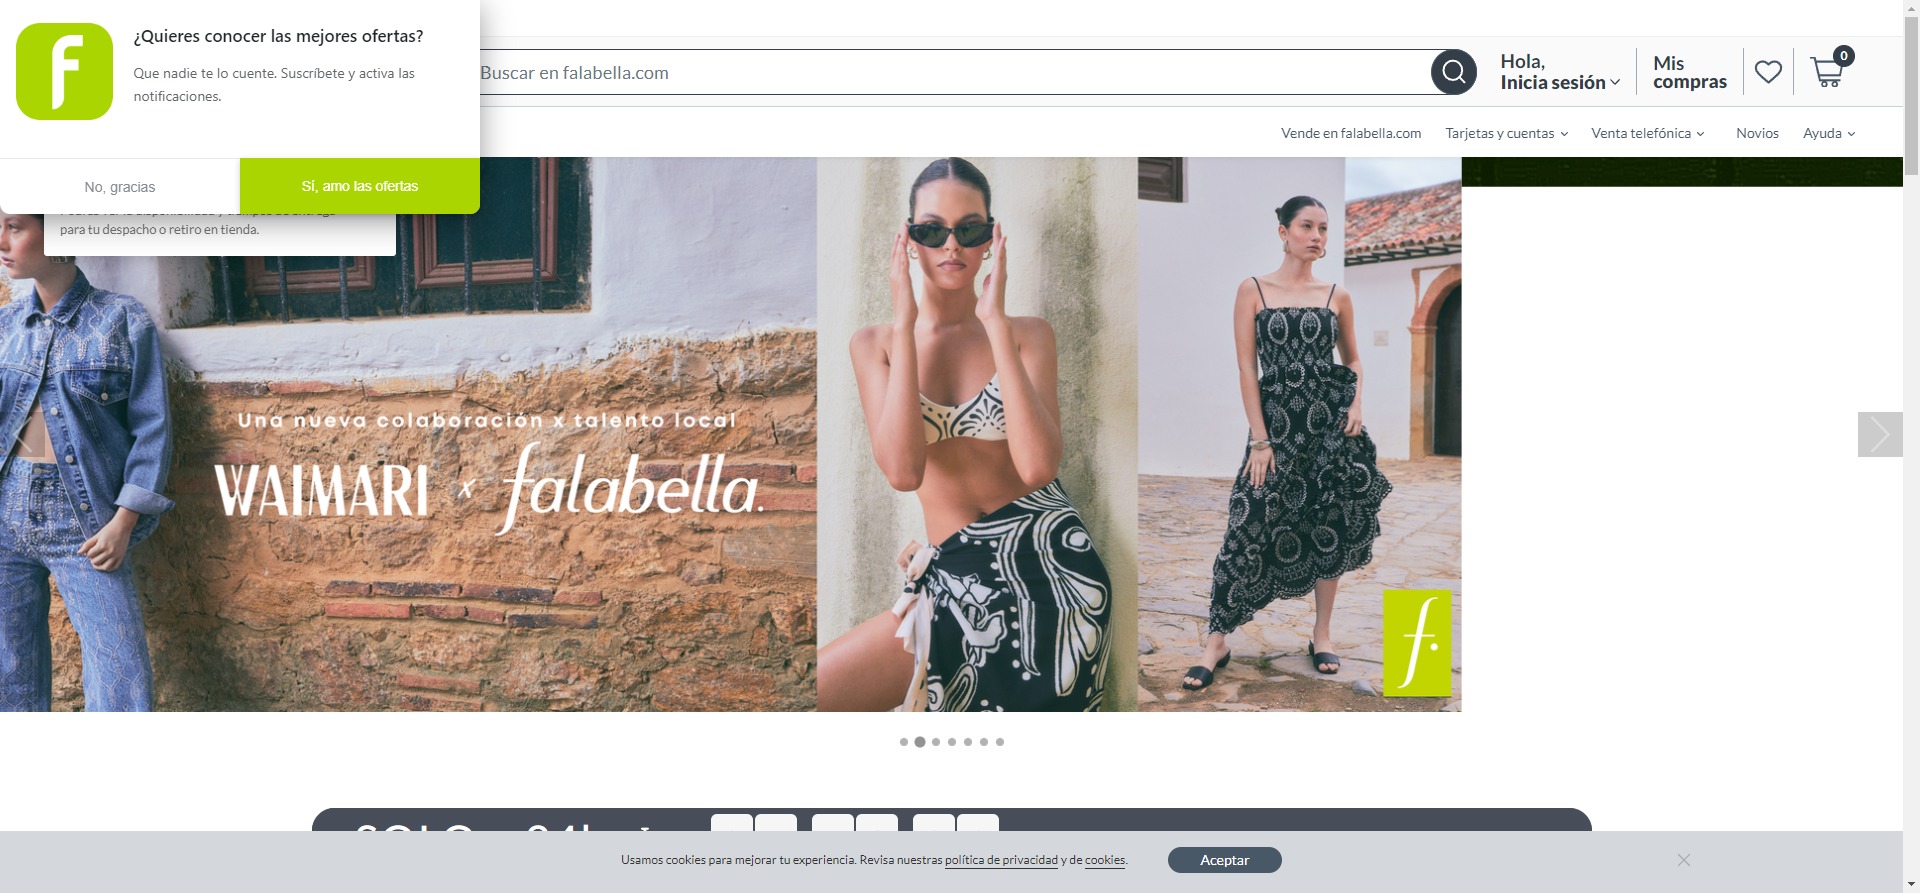 ¿Quieres conocer las mejores ofertas?
Que nadie te lo cuente. Suscríbete y activa las
notificaciones.
No, gracias
Sí, amo las ofertas
Buscar en falabella.com
Hola,
Inicia sesión
Mis
compras
0
Vende en falabella.com
Tarjetas y cuentas
Venta telefónica
Novios
Ayuda
para tu despacho o retiro en tienda.
Una nueva colaboración x talento local
WAIMARI x falabella.
f.
Usamos cookies para mejorar tu experiencia. Revisa nuestras política de privacidad y de cookies.
Aceptar